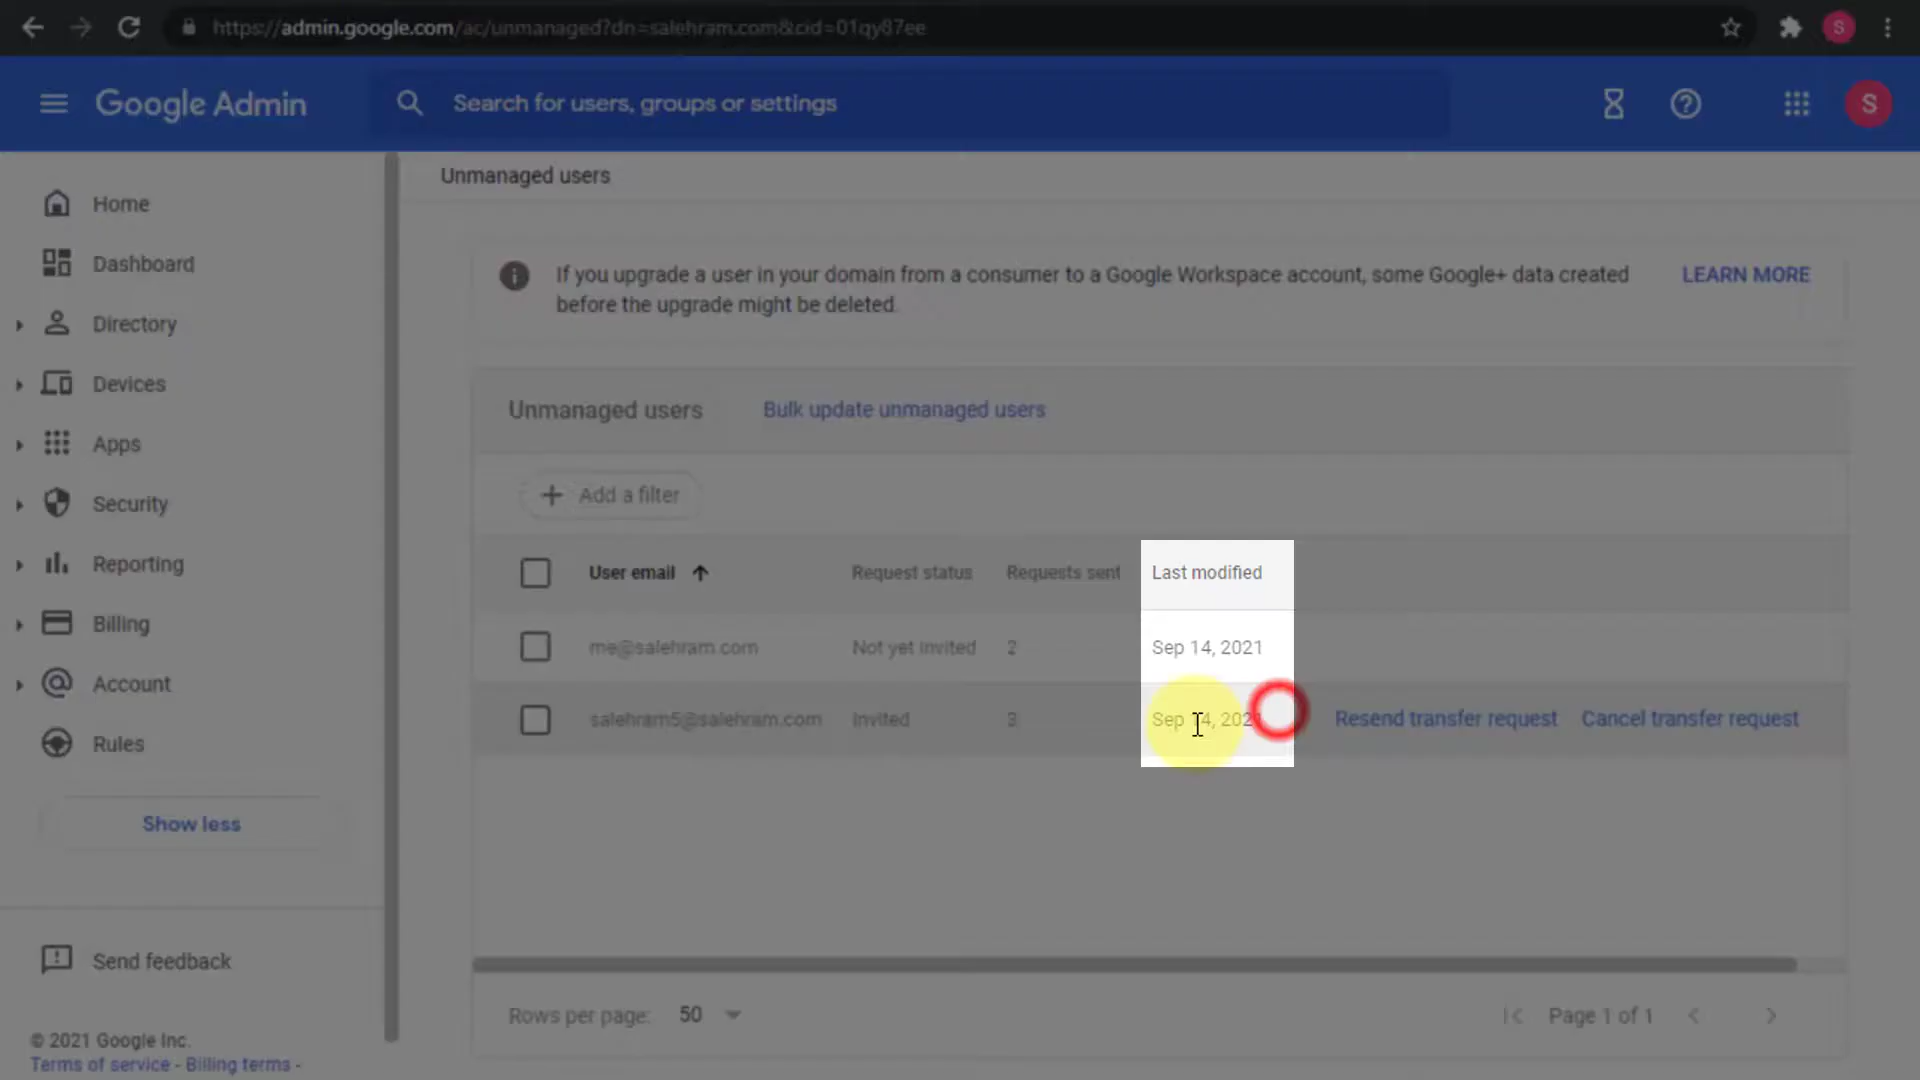 https://admin.google.com/ac/unmanaged?dn=salehram.com&cid=01qy87ee
S
Google Admin
Search for users, groups or settings
S
Home
Dashboard
Directory
Devices
Apps
Security
Reporting
Billing
Account
Rules
Show less
Send feedback
© 2021 Google Inc.
Terms of service - Billing terms -
Unmanaged users
If you upgrade a user in your domain from a consumer to a Google Workspace account, some Google+ data created
before the upgrade might be deleted.
LEARN MORE
Unmanaged users Bulk update unmanaged users
Add a filter
User email Request status Requests sent Last modified
me@salehram.com Not yet invited 2 Sep 14, 2021
salehram5@salehram.com Invited 3 Sep 14, 2021 Resend transfer request Cancel transfer request
Rows per page: 50 Page 1 of 1